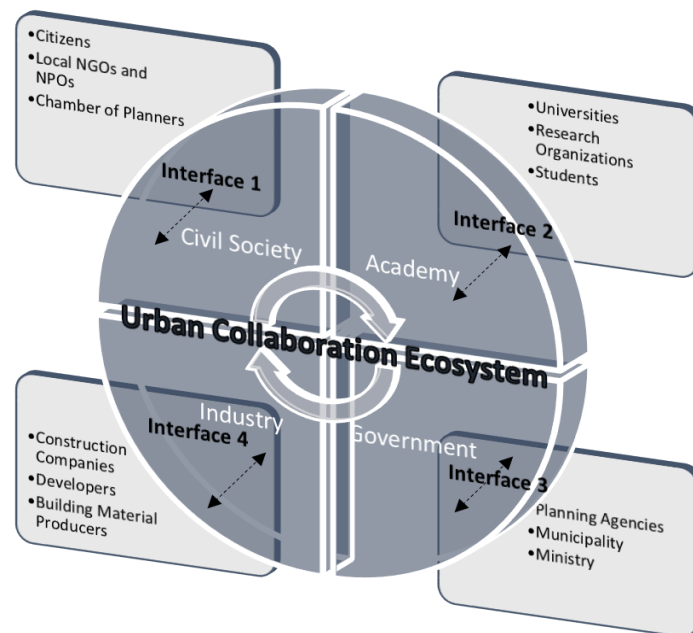 •Citizens
•Local NGOs and
NPOs
•Chamber of Planners
Interface 1
Civil Society
•Universities
•Research
Organizations
•Students
Interface 2
Academy
Urban Collaboration Ecosystem
Industry
Interface 4
•Construction
Companies
•Developers
•Building Material
Producers
Government
Interface 3
Planning Agencies
•Municipality
•Ministry